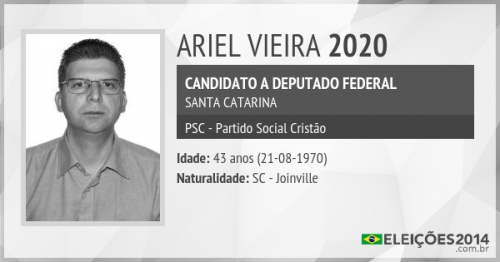 ARIEL VIEIRA 2020
CANDIDATO A DEPUTADO FEDERAL
SANTA CATARINA
PSC - Partido Social Cristão
Idade: 43 anos (21-08-1970)
Naturalidade: SC - Joinville
ELEIÇÕES2014
.com.br